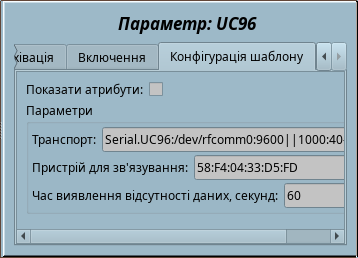 Параметр: UC96
ківація Включення Конфігурація шаблону
Показати атрибути:
Параметри
Транспорт: Serial.UC96:/dev/rfcomm0:9600||1000:40-
Пристрій для зв'язування: 58:F4:04:33:D5:FD
Час виявлення відсутності даних, секунд: 60